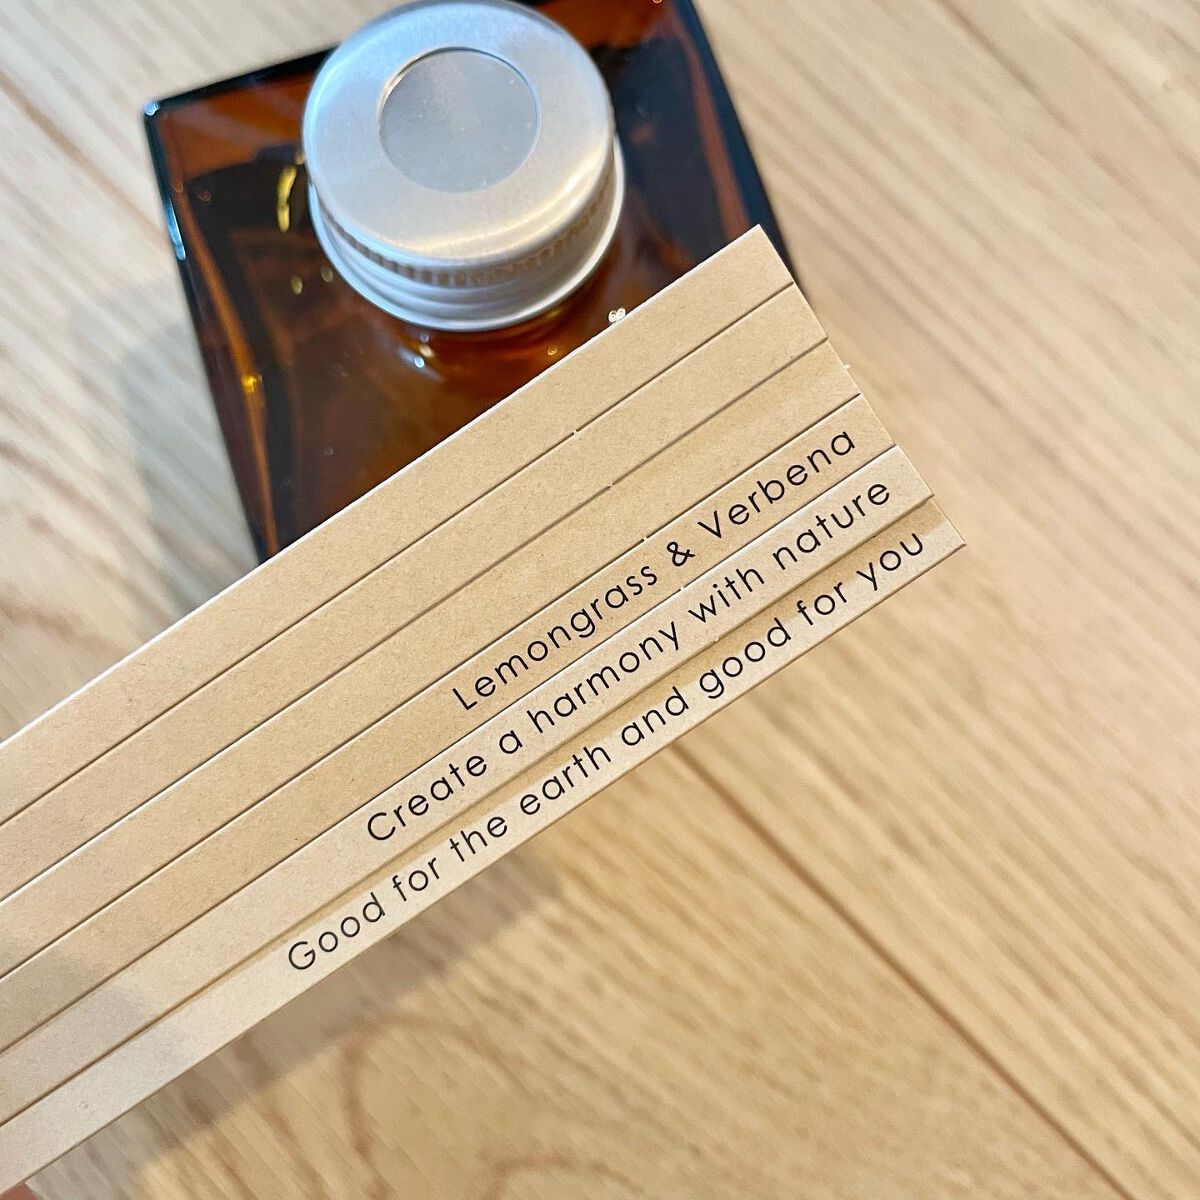 Lemongrass & Verbena
Create a harmony with nature
Good for the earth and good for you